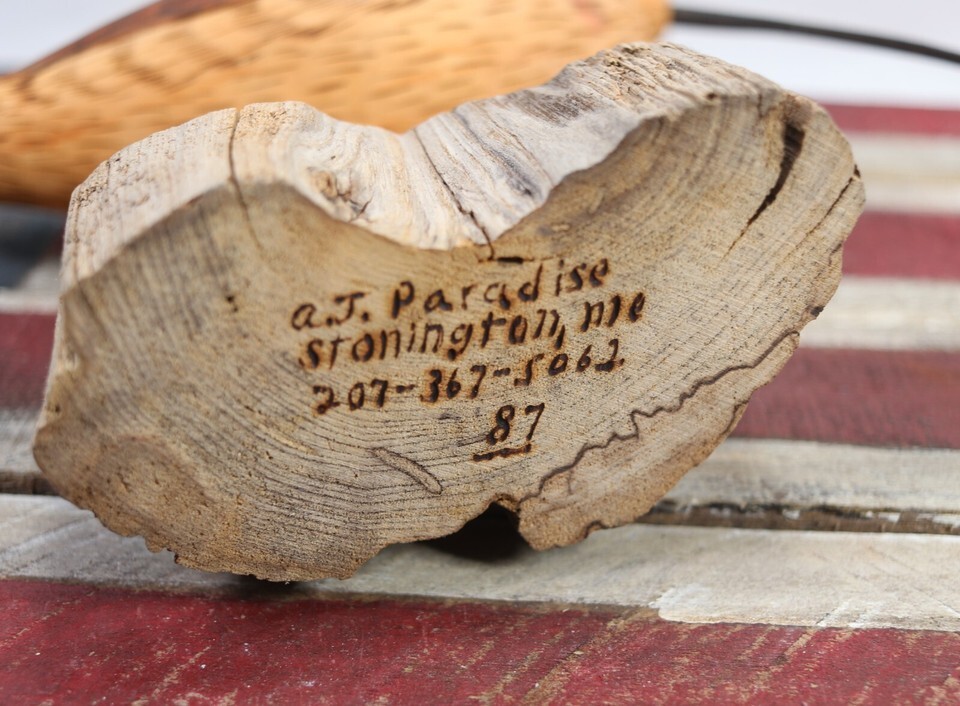 a.J. Paradise
stonington, me
207-367-5062
87